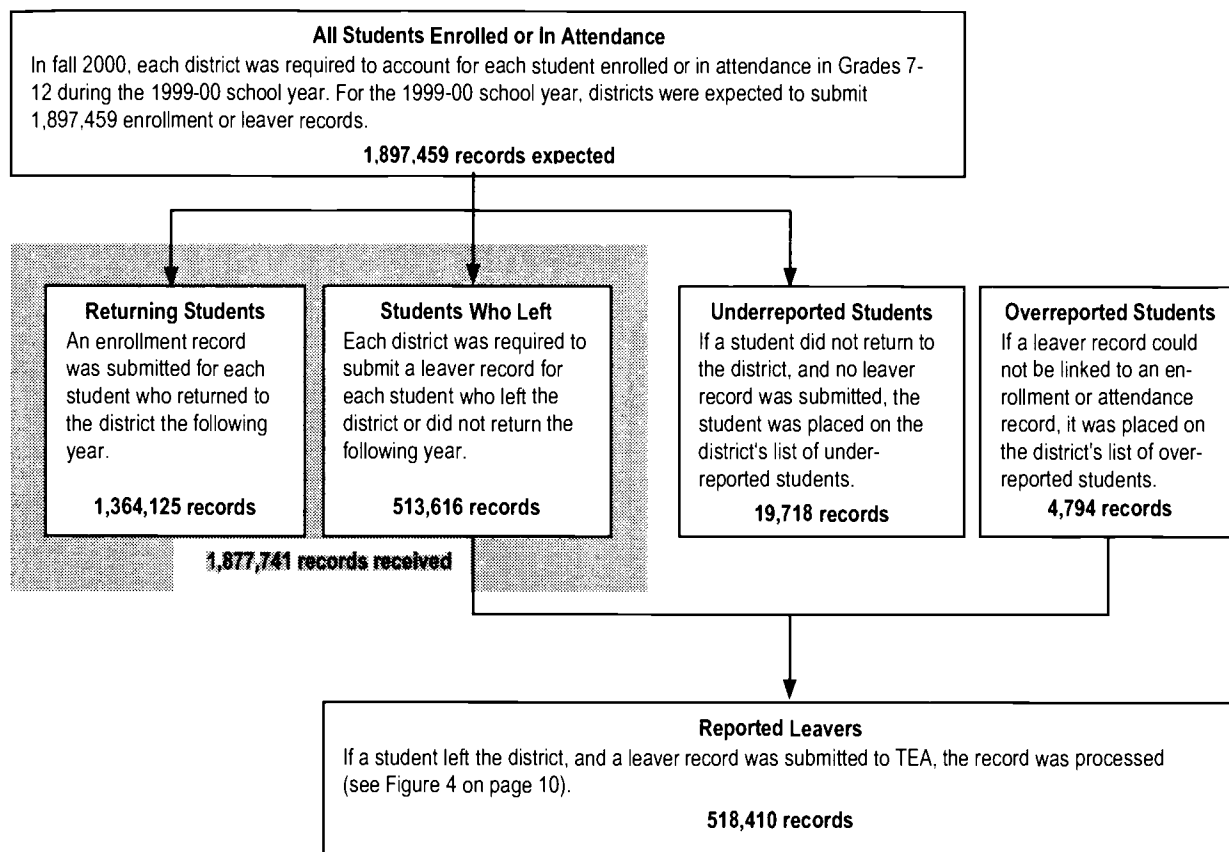 All Students Enrolled or In Attendance
In fall 2000, each district was required to account for each student enrolled or in attendance in Grades 7-
12 during the 1999-00 school year. For the 1999-00 school year, districts were expected to submit
1,897,459 enrollment or leaver records.
1,897,459 records expected
Returning Students
An enrollment record
was submitted for each
student who returned to
the district the following
year.
1,364,125 records
Students Who Left
Each district was required to
submit a leaver record for
each student who left the
district or did not return the
following year.
513,616 records
1,877,741 records received
Underreported Students
If a student did not return to
the district, and no leaver
record was submitted, the
student was placed on the
district's list of under-
reported students.
19,718 records
Overreported Students
If a leaver record could
not be linked to an en-
rollment or attendance
record, it was placed on
the district's list of over-
reported students.
4,794 records
Reported Leavers
If a student left the district, and a leaver record was submitted to TEA, the record was processed
(see Figure 4 on page 10).
518,410 records